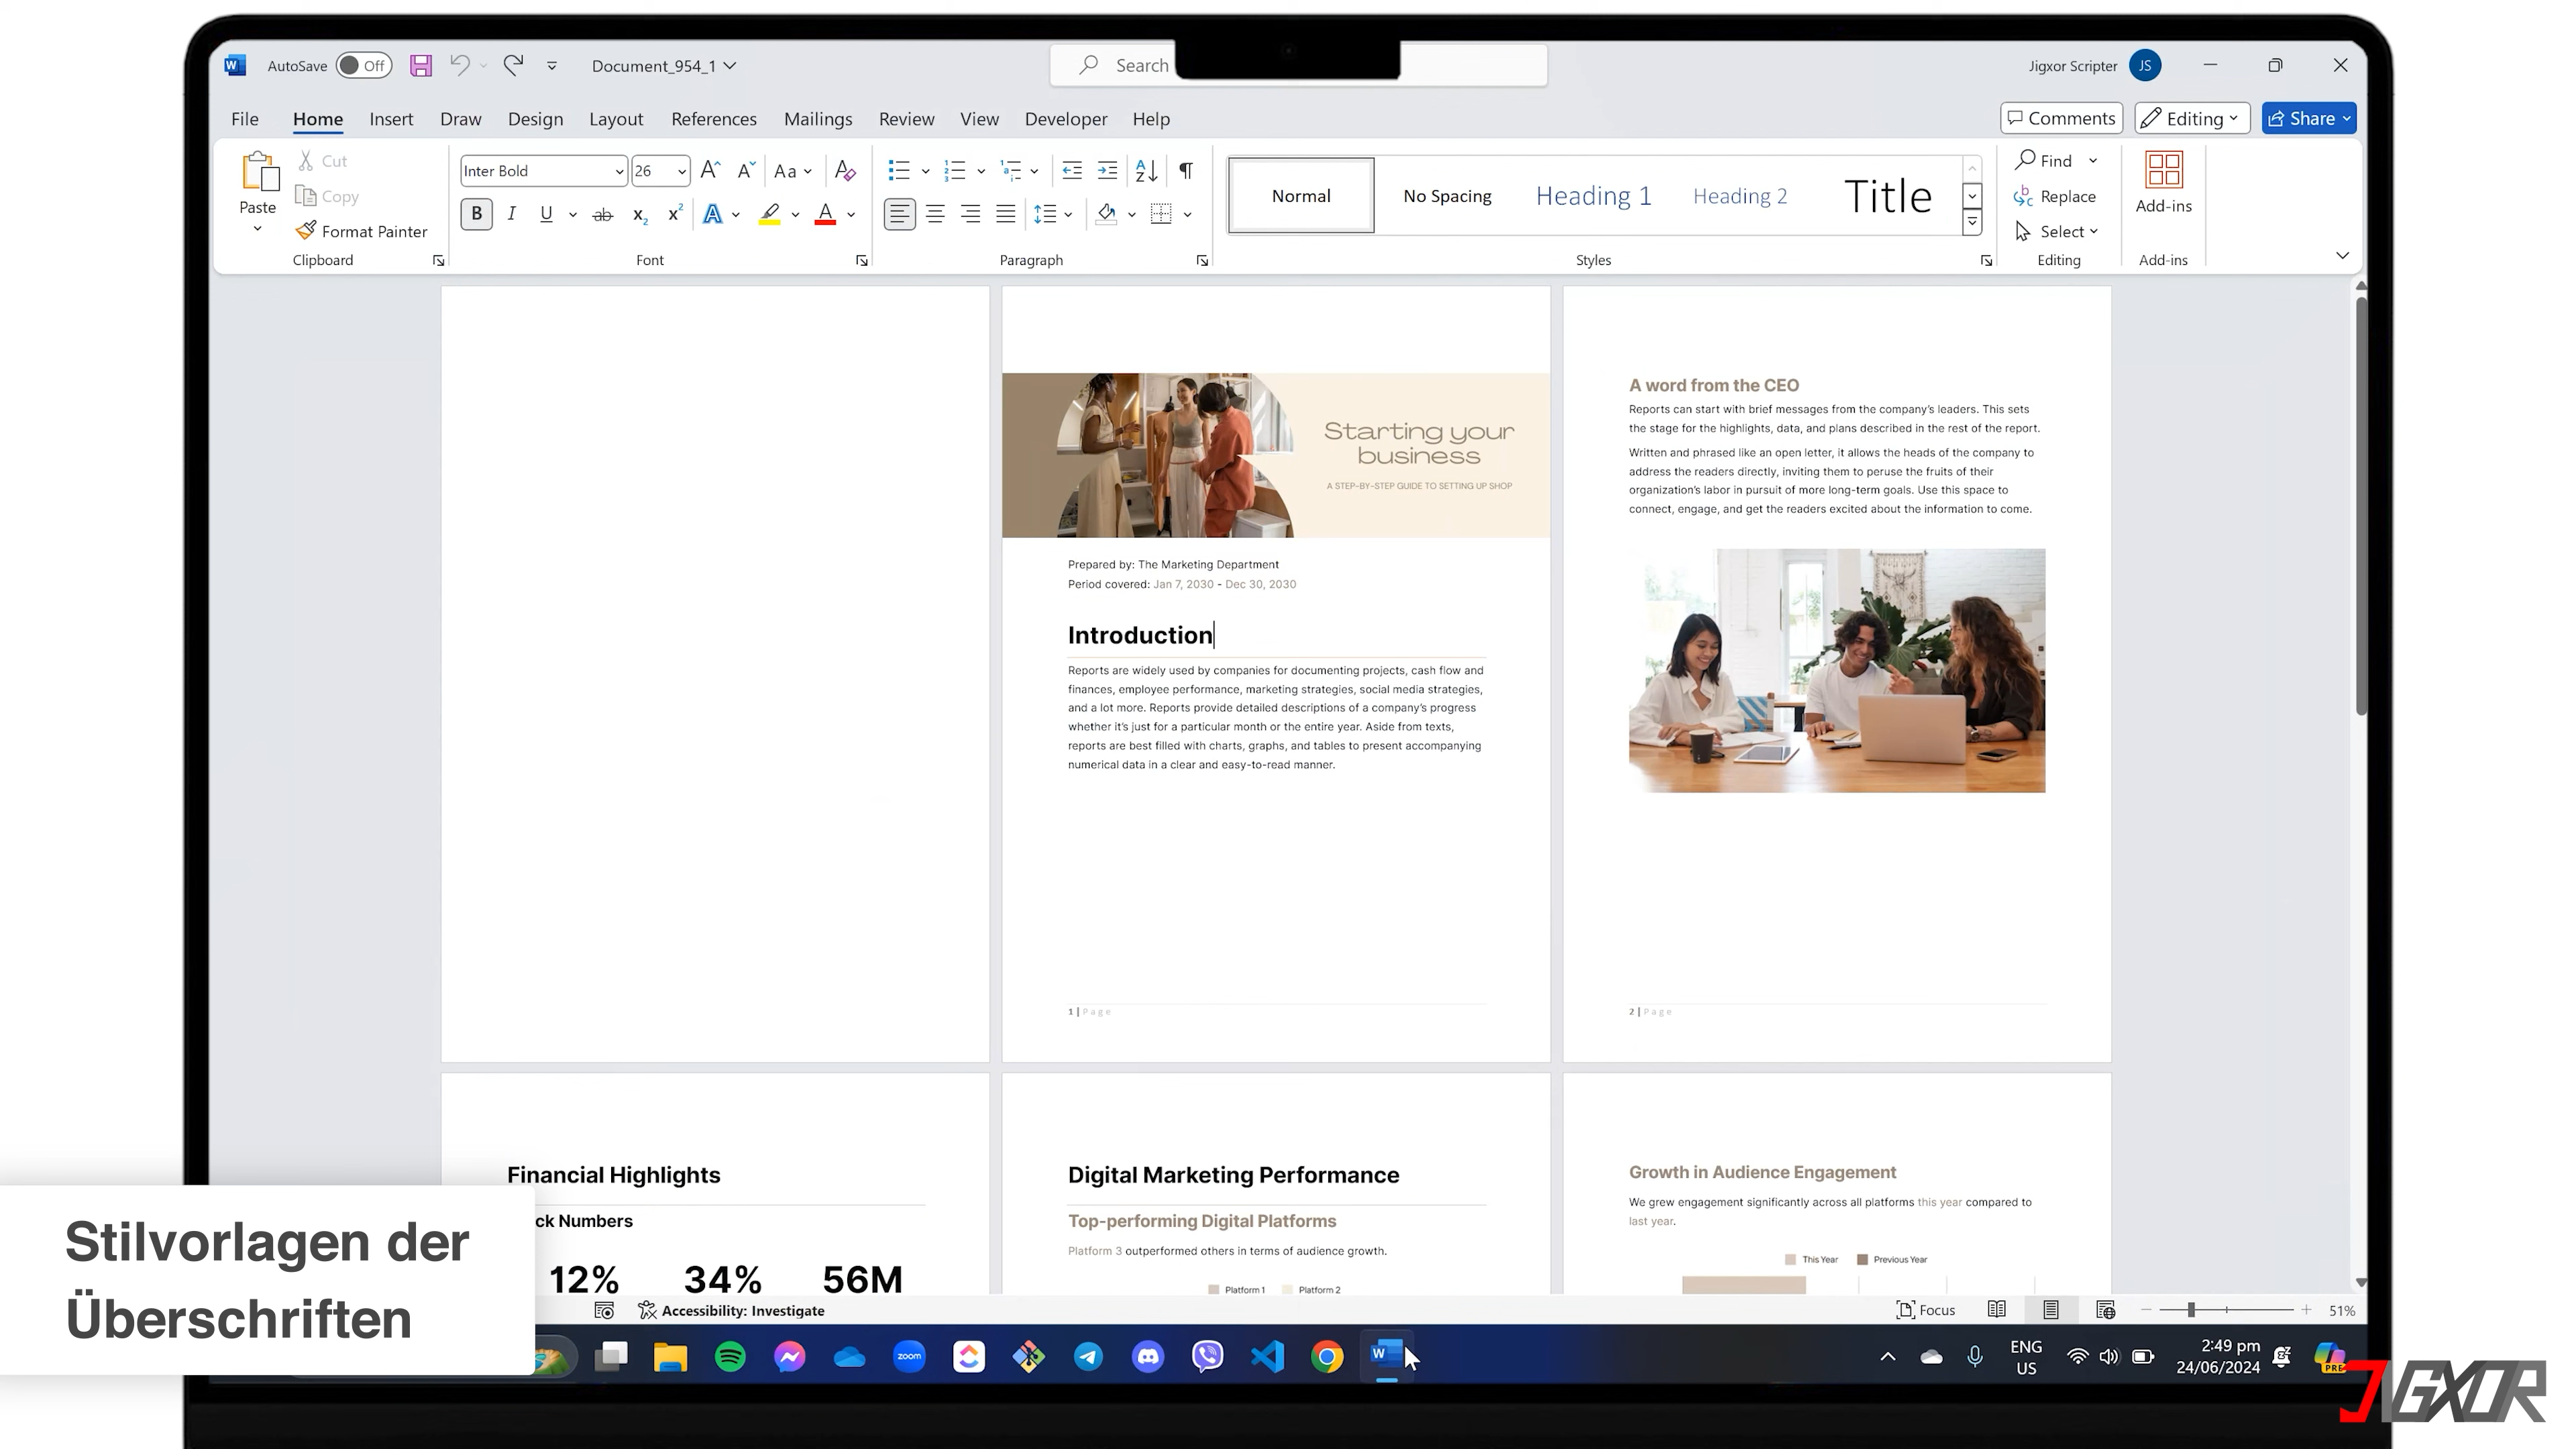 AutoSave
Off
Document_954_1
Search
Jigxor Scripter
JS
File
Home
Insert
Draw
Design
Layout
References
Mailings
Review
View
Developer
Help
Comments
Editing
Share
Paste
Cut
Copy
Format Painter
Clipboard
Inter Bold
26
Font
Paragraph
Normal
No Spacing
Heading 1
Heading 2
Title
Styles
Find
Replace
Select
Editing
Add-ins
Add-ins
Starting your
business
A STEP-BY-STEP GUIDE TO SETTING UP SHOP
Prepared by: The Marketing Department
Period covered: Jan 7, 2030 - Dec 30, 2030
Introduction
Reports are widely used by companies for documenting projects, cash flow and
finances, employee performance, marketing strategies, social media strategies,
and a lot more. Reports provide detailed descriptions of a company's progress
whether it's just for a particular month or the entire year. Aside from texts,
reports are best filled with charts, graphs, and tables to present accompanying
numerical data in a clear and easy-to-read manner.
1 | Page
A word from the CEO
Reports can start with brief messages from the company's leaders. This sets
the stage for the highlights, data, and plans described in the rest of the report.
Written and phrased like an open letter, it allows the heads of the company to
address the readers directly, inviting them to peruse the fruits of their
organization's labor in pursuit of more long-term goals. Use this space to
connect, engage, and get the readers excited about the information to come.
2 | Page
Financial Highlights
ck Numbers
12%
34%
56M
Digital Marketing Performance
Top-performing Digital Platforms
Platform 3 outperformed others in terms of audience growth.
Platform 1
Platform 2
Growth in Audience Engagement
We grew engagement significantly across all platforms this year compared to
last year.
This Year
Previous Year
Accessibility: Investigate
Focus
51%
Stilvorlagen der
Überschriften
zoom
ENG
US
2:49 pm
24/06/2024
PRE
JIGXOR